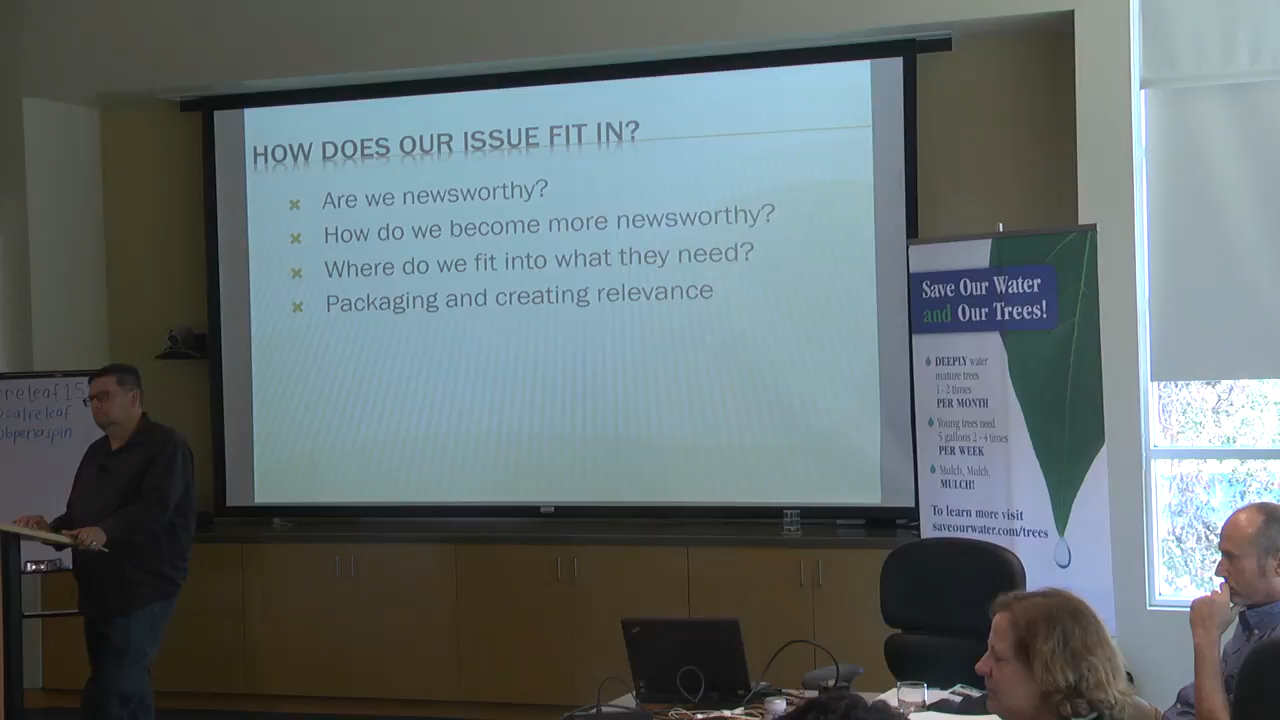 HOW DOES OUR ISSUE FIT IN?
Are we newsworthy?
How do we become more newsworthy?
Where do we fit into what they need?
Packaging and creating relevance
Save Our Water
and Our Trees!
DEEPLY water
mature trees
1-2 times
PER MONTH
Young trees need
5 gallons 2-4 times
PER WEEK
Mulch, Mulch,
MULCH!
To learn more visit
saveourwater.com/trees
releaf15
calreleaf
bpenaspin